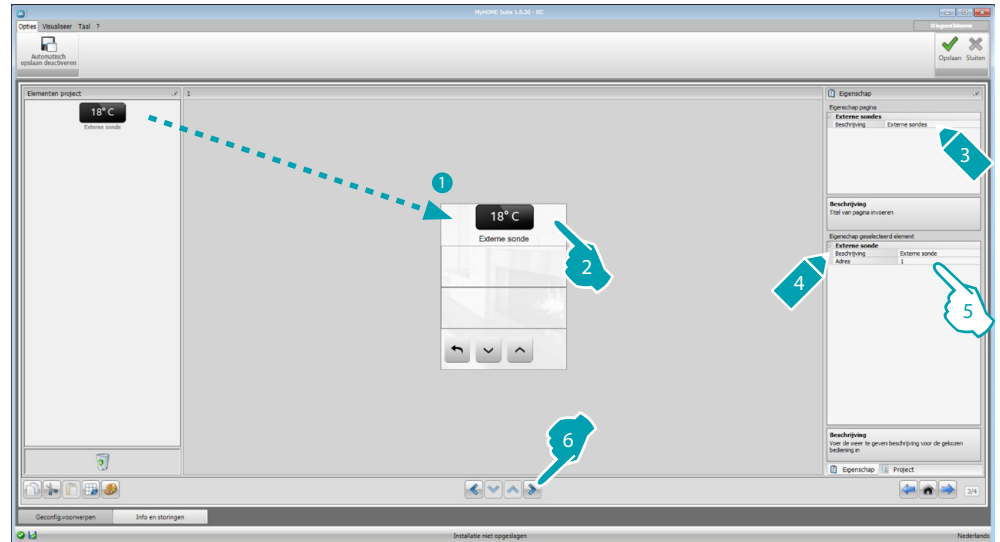 MyHOME Suite 1.0.30 - RC
Opties Visualiseer Taal ?
Automatisch
opslaan deactiveren
Opslaan Sluiten
Elementen project
1
Eigenschap
18° C
Externe sonde
Eigenschap pagina
Externe sondes
Beschrijving Externe sondes
3
Beschrijving
Titel van pagina invoeren
1
18° C
Externe sonde
2
Eigenschap geselecteerd element
Externe sonde
Beschrijving Externe sonde
Adres 1
4
5
6
Beschrijving
Voer de weer te geven beschrijving voor de gekozen
bediening in
Eigenschap Project
3/4
Geconfig.voorwerpen Info en storingen
Installatie niet opgeslagen
Nederlands